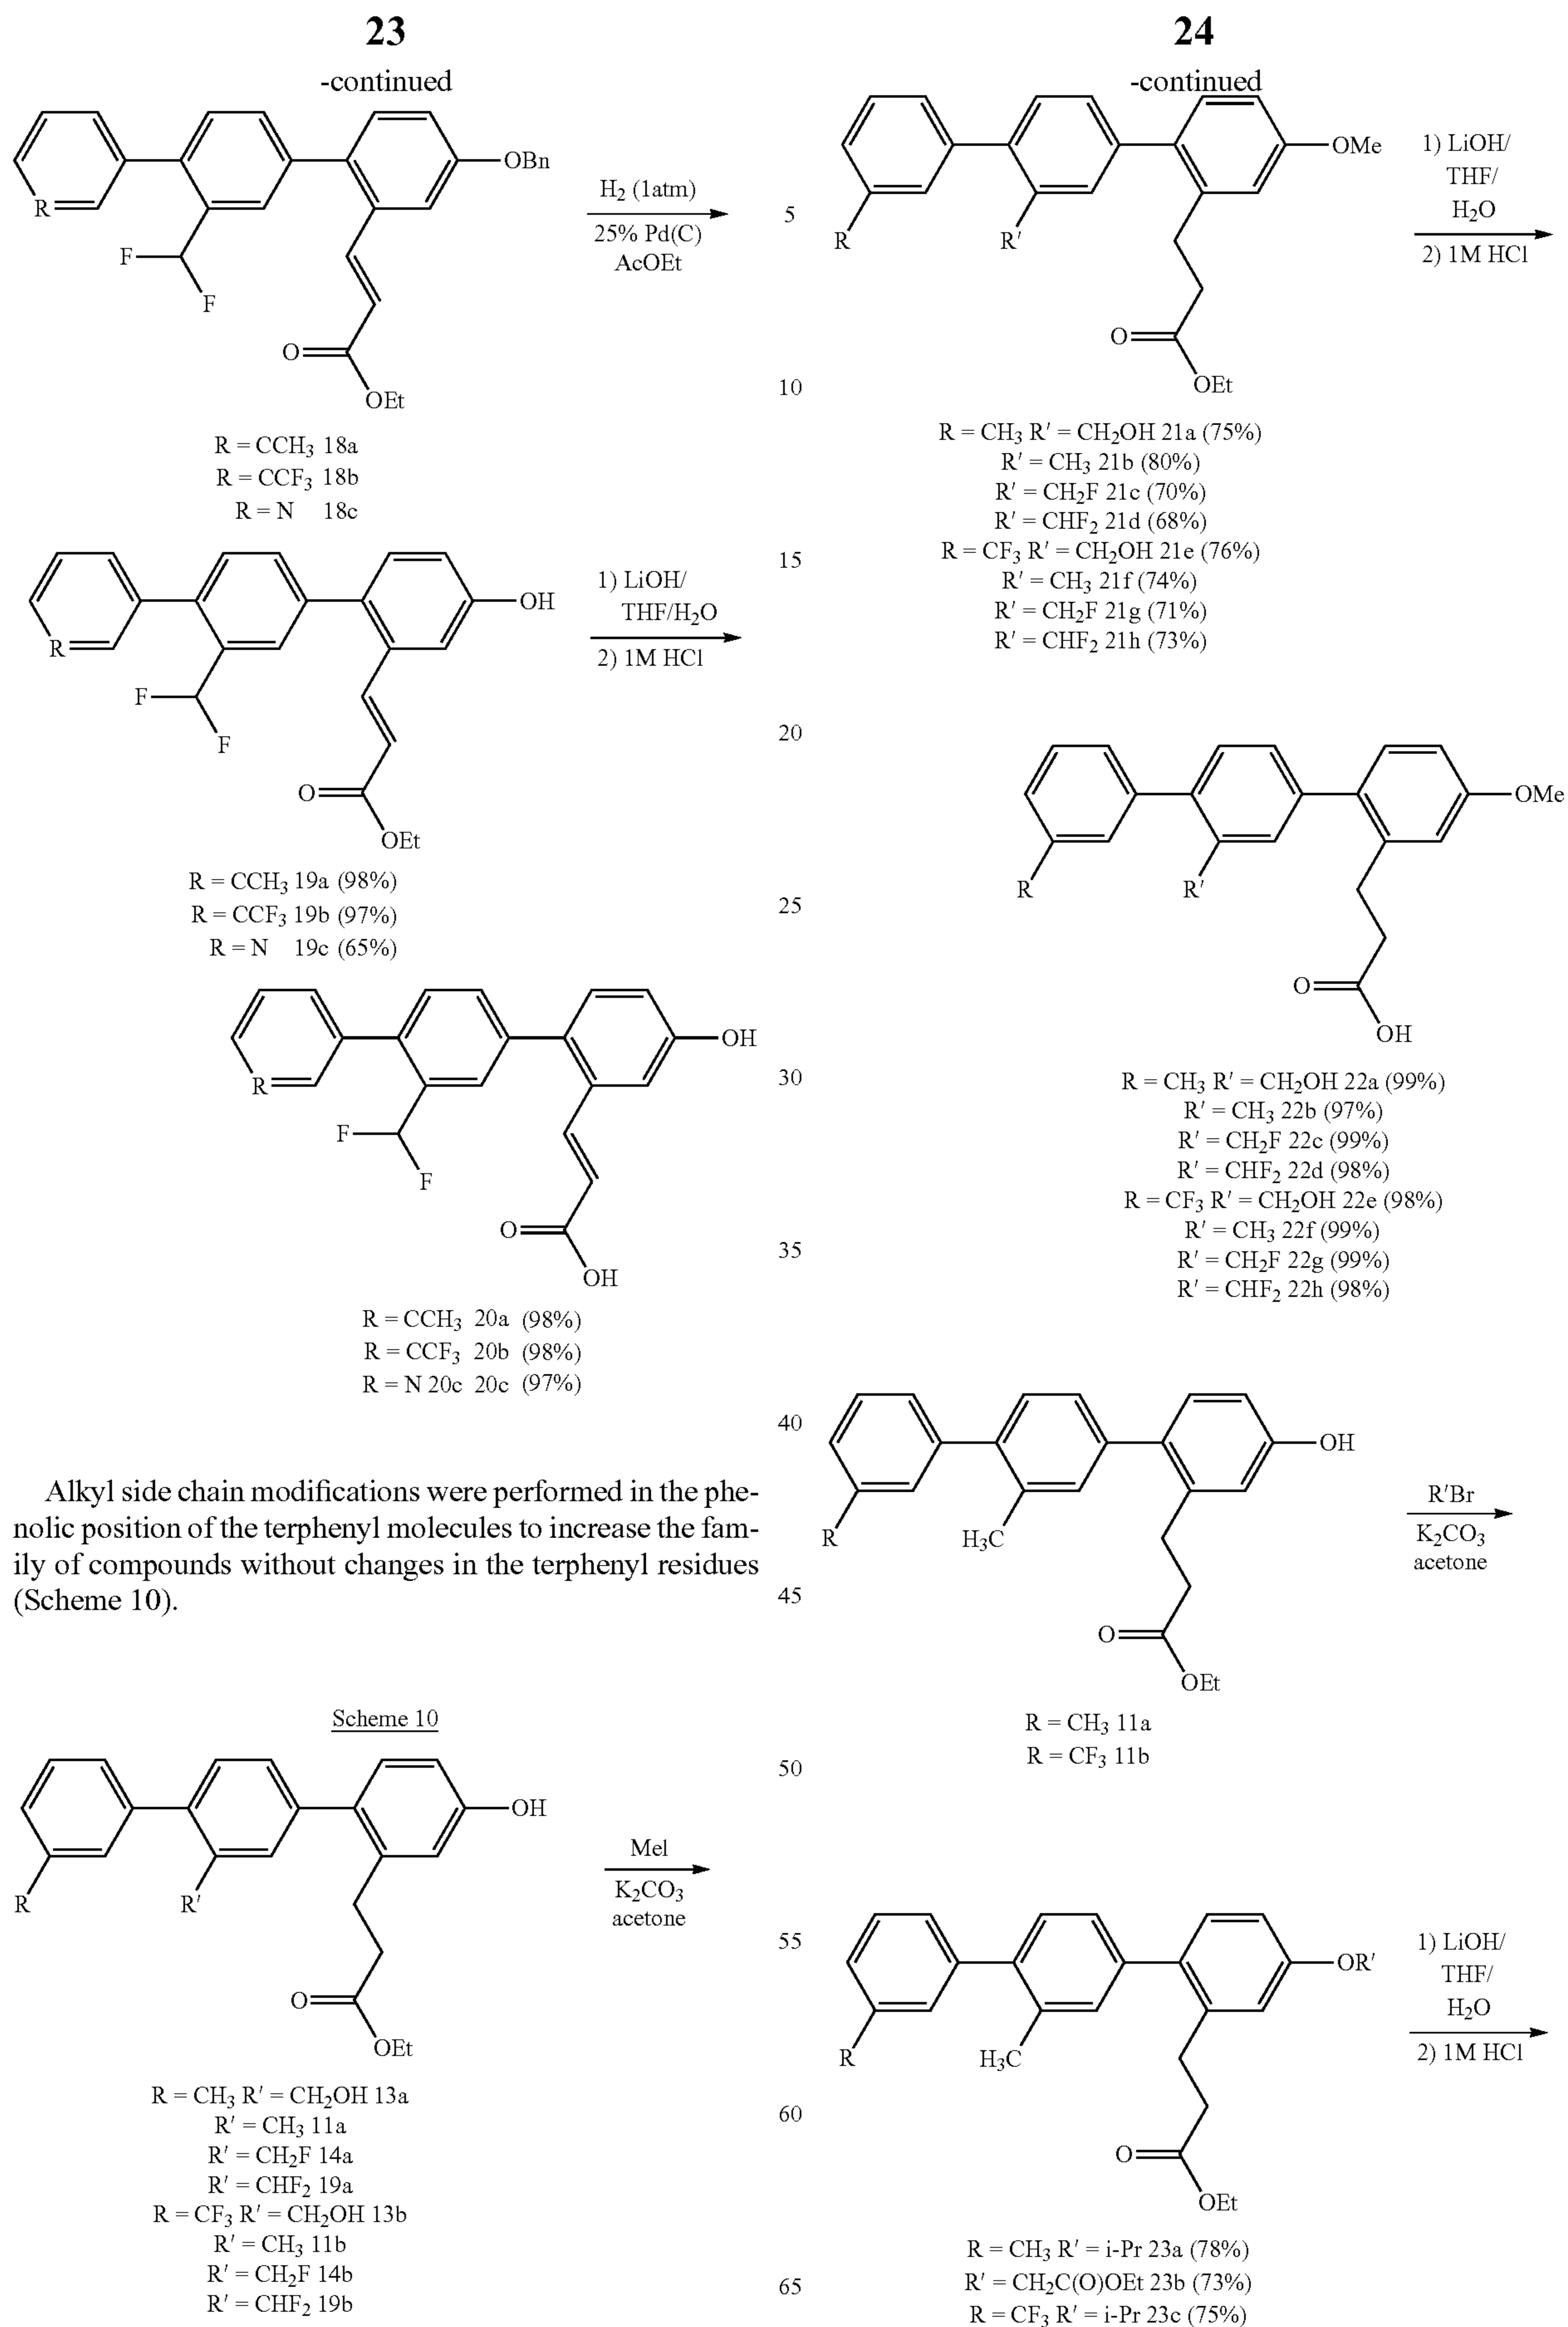 23
-continued
OBn
R
F
F
O
OEt
H2 (1atm)
25% Pd(C)
AcOEt
R = CCH3 18a
R = CCF3 18b
R = N 18c
OH
R
F
F
O
OEt
1) LiOH/
THF/H2O
2) 1M HCl
R = CCH3 19a (98%)
R = CCF3 19b (97%)
R = N 19c (65%)
OH
R
F
F
O
OH
R = CCH3 20a (98%)
R = CCF3 20b (98%)
R = N 20c 20c (97%)
Alkyl side chain modifications were performed in the phe-
nolic position of the terphenyl molecules to increase the fam-
ily of compounds without changes in the terphenyl residues
(Scheme 10).
Scheme 10
OH
R
R'
O
OEt
MeI
K2CO3
acetone
R = CH3 R' = CH2OH 13a
R' = CH3 11a
R' = CH2F 14a
R' = CHF2 19a
R = CF3 R' = CH2OH 13b
R' = CH3 11b
R' = CH2F 14b
R' = CHF2 19b
5
10
15
20
25
30
35
40
45
50
55
60
65
24
-continued
OMe
R
R'
O
OEt
1) LiOH/
THF/
H2O
2) 1M HCl
R = CH3 R' = CH2OH 21a (75%)
R' = CH3 21b (80%)
R' = CH2F 21c (70%)
R' = CHF2 21d (68%)
R = CF3 R' = CH2OH 21e (76%)
R' = CH3 21f (74%)
R' = CH2F 21g (71%)
R' = CHF2 21h (73%)
OMe
R
R'
O
OH
R = CH3 R' = CH2OH 22a (99%)
R' = CH3 22b (97%)
R' = CH2F 22c (99%)
R' = CHF2 22d (98%)
R = CF3 R' = CH2OH 22e (98%)
R' = CH3 22f (99%)
R' = CH2F 22g (99%)
R' = CHF2 22h (98%)
OH
R
H3C
O
OEt
R'Br
K2CO3
acetone
R = CH3 11a
R = CF3 11b
OR'
R
H3C
O
OEt
1) LiOH/
THF/
H2O
2) 1M HCl
R = CH3 R' = i-Pr 23a (78%)
R' = CH2C(O)OEt 23b (73%)
R = CF3 R' = i-Pr 23c (75%)